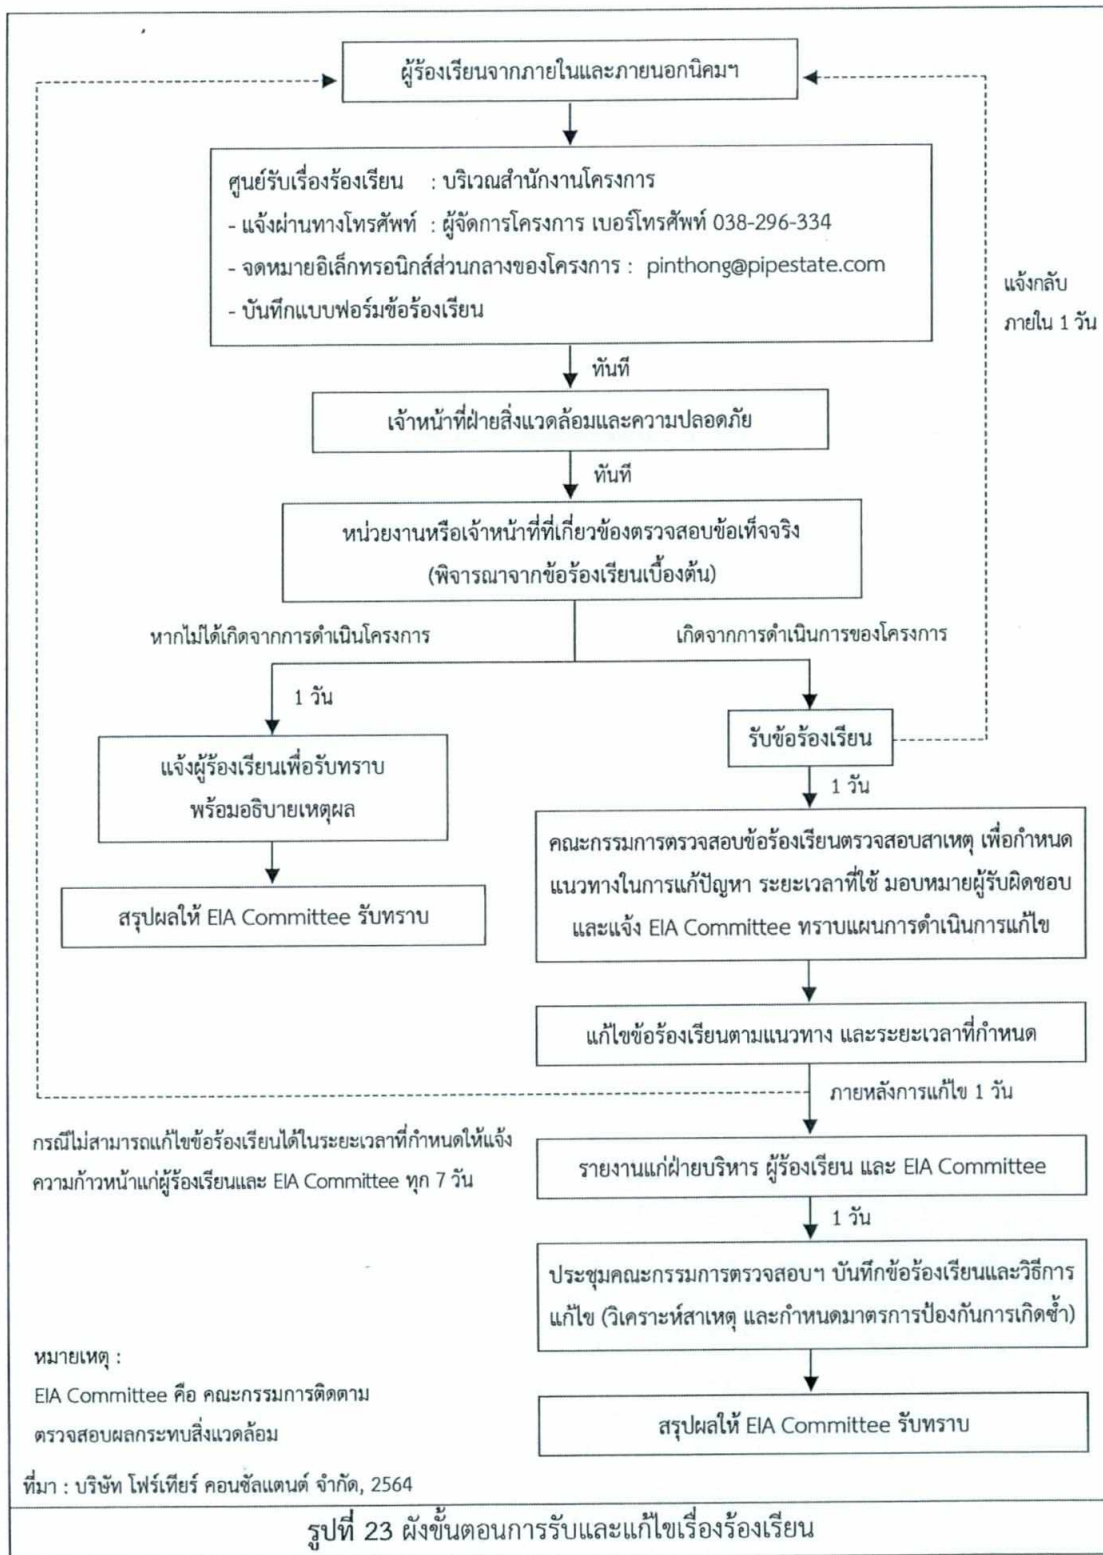 ผู้ร้องเรียนจากภายในและภายนอกนิคมฯ
ศูนย์รับเรื่องร้องเรียน : บริเวณสำนักงานโครงการ
- แจ้งผ่านทางโทรศัพท์ : ผู้จัดการโครงการ เบอร์โทรศัพท์ 038-296-334
- จดหมายอิเล็กทรอนิกส์ส่วนกลางของโครงการ : pinthong@pipestate.com
- บันทึกแบบฟอร์มข้อร้องเรียน
แจ้งกลับ
ภายใน 1 วัน
ทันที
เจ้าหน้าที่ฝ่ายสิ่งแวดล้อมและความปลอดภัย
ทันที
หน่วยงานหรือเจ้าหน้าที่ที่เกี่ยวข้องตรวจสอบข้อเท็จจริง
(พิจารณาจากข้อร้องเรียนเบื้องต้น)
หากไม่ได้เกิดจากการดำเนินโครงการ
เกิดจากการดำเนินการของโครงการ
1 วัน
แจ้งผู้ร้องเรียนเพื่อรับทราบ
พร้อมอธิบายเหตุผล
สรุปผลให้ EIA Committee รับทราบ
รับข้อร้องเรียน
1 วัน
คณะกรรมการตรวจสอบข้อร้องเรียนตรวจสอบสาเหตุ เพื่อกำหนด
แนวทางในการแก้ปัญหา ระยะเวลาที่ใช้ มอบหมายผู้รับผิดชอบ
และแจ้ง EIA Committee ทราบแผนการดำเนินการแก้ไข
แก้ไขข้อร้องเรียนตามแนวทาง และระยะเวลาที่กำหนด
ภายหลังการแก้ไข 1 วัน
กรณีไม่สามารถแก้ไขข้อร้องเรียนได้ในระยะเวลาที่กำหนดให้แจ้ง
ความก้าวหน้าแก่ผู้ร้องเรียนและ EIA Committee ทุก 7 วัน
รายงานแก่ฝ่ายบริหาร ผู้ร้องเรียน และ EIA Committee
1 วัน
ประชุมคณะกรรมการตรวจสอบฯ บันทึกข้อร้องเรียนและวิธีการ
แก้ไข (วิเคราะห์สาเหตุ และกำหนดมาตรการป้องกันการเกิดซ้ำ)
สรุปผลให้ EIA Committee รับทราบ
หมายเหตุ :
EIA Committee คือ คณะกรรมการติดตาม
ตรวจสอบผลกระทบสิ่งแวดล้อม
ที่มา : บริษัท โฟร์เทียร์ คอนซัลแตนต์ จำกัด, 2564
รูปที่ 23 ผังขั้นตอนการรับและแก้ไขเรื่องร้องเรียน